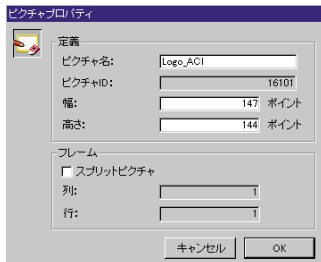 ピクチャプロパティ
定義
ピクチャ名: Logo_ACI
ピクチャID: 16101
幅: 147 ポイント
高さ: 144 ポイント
フレーム
スプリットピクチャ
列: 1
行: 1
キャンセル OK